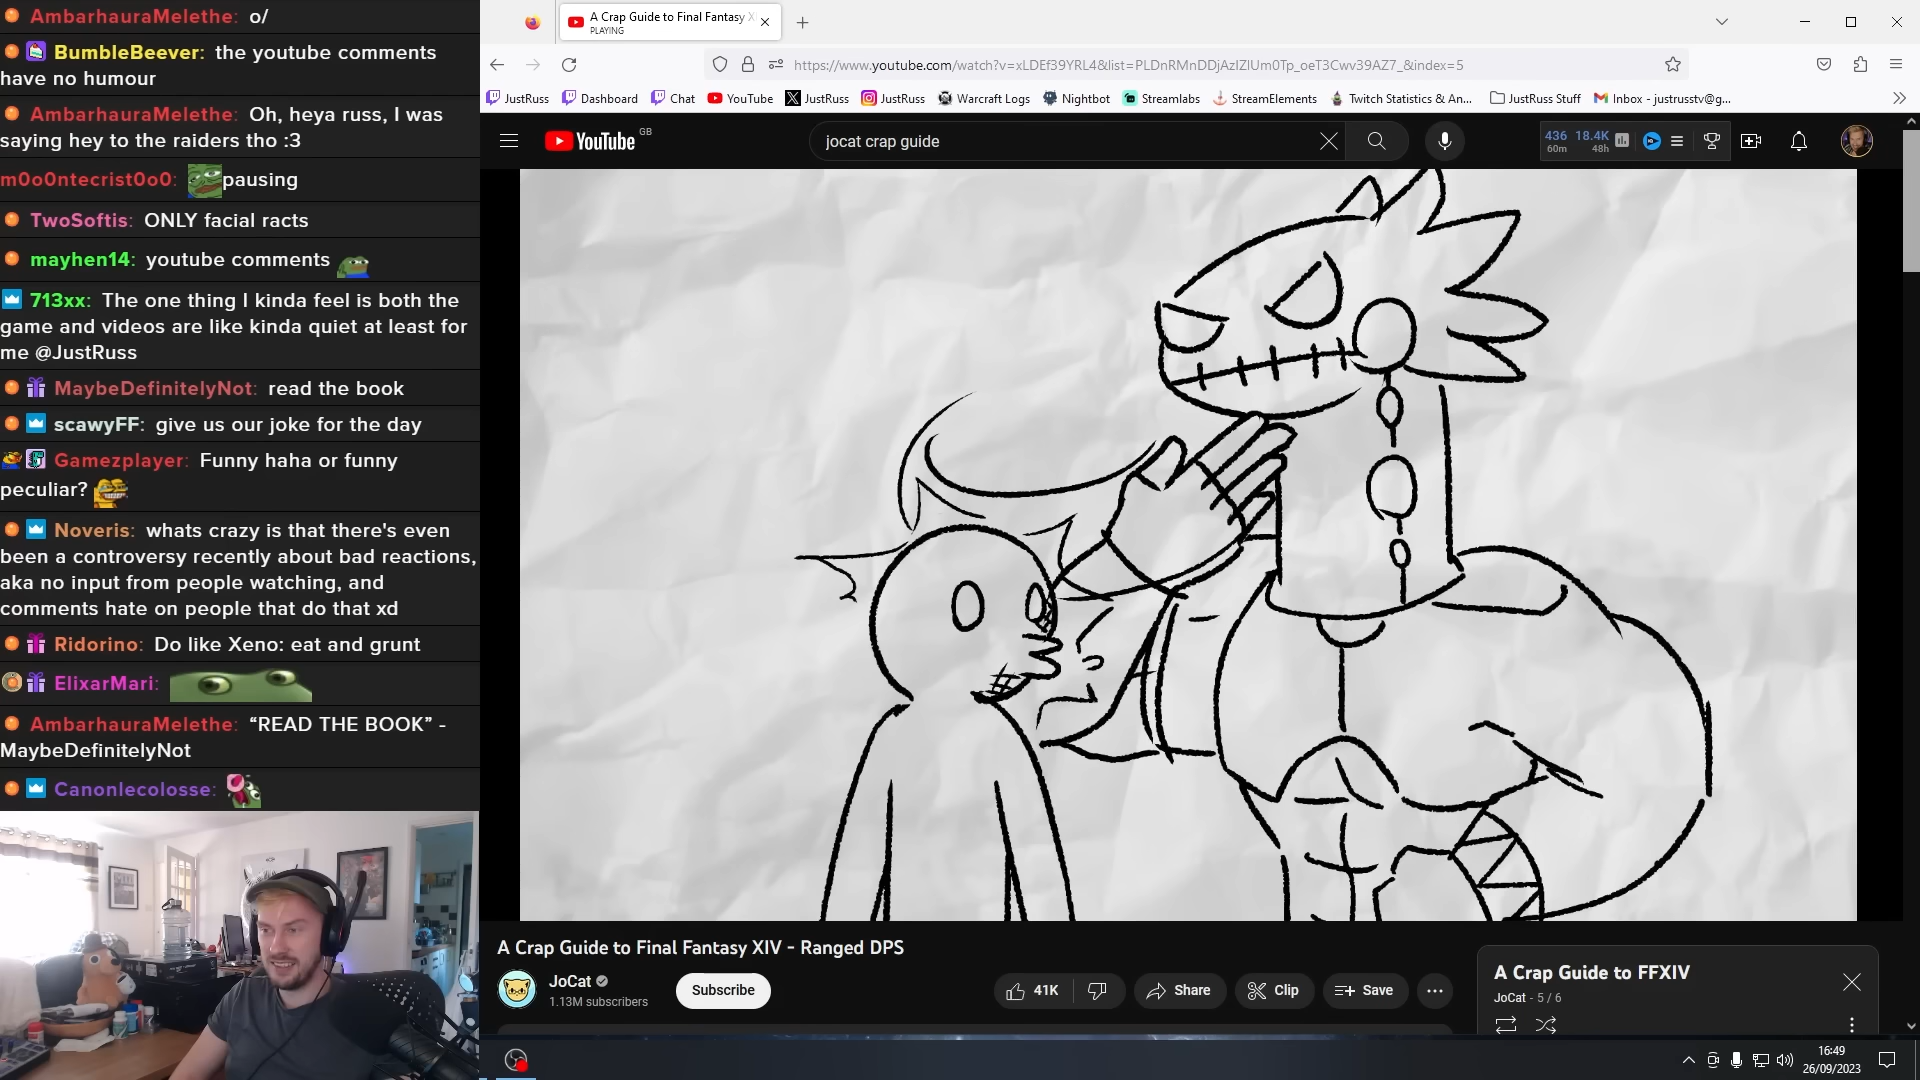 AmbarhauraMelethe: o/
BumbleBeever: the youtube comments
have no humour
AmbarhauraMelethe: Oh, heya russ, I was
saying hey to the raiders tho :3
m0o0ntecrist0o0: pausing
TwoSoftis: ONLY facial racts
mayhen14: youtube comments
713xx: The one thing I kinda feel is both the
game and videos are like kinda quiet at least for
me @JustRuss
MaybeDefinitelyNot: read the book
scawyFF: give us our joke for the day
Gamezplayer: Funny haha or funny
peculiar?
Noveris: whats crazy is that there's even
been a controversy recently about bad reactions,
aka no input from people watching, and
comments hate on people that do that xd
Ridorino: Do like Xeno: eat and grunt
ElixarMari:
AmbarhauraMelethe: “READ THE BOOK” -
MaybeDefinitelyNot
Canonlecolosse:
A Crap Guide to Final Fantasy X
PLAYING
https://www.youtube.com/watch?v=xLDEf39YRL4&list=PLDnRMnDDjAzIZlUm0Tp_oeT3Cwv39AZ7_&index=5
JustRuss Dashboard Chat YouTube JustRuss JustRuss Warcraft Logs Nightbot Streamlabs StreamElements Twitch Statistics & An... JustRuss Stuff Inbox - justrusstv@g...
YouTube GB
jocat crap guide
436 18.4K
60m 48h
A Crap Guide to Final Fantasy XIV - Ranged DPS
JoCat
1.13M subscribers
Subscribe
41K
Share
Clip
Save
A Crap Guide to FFXIV
JoCat - 5 / 6
16:49
26/09/2023